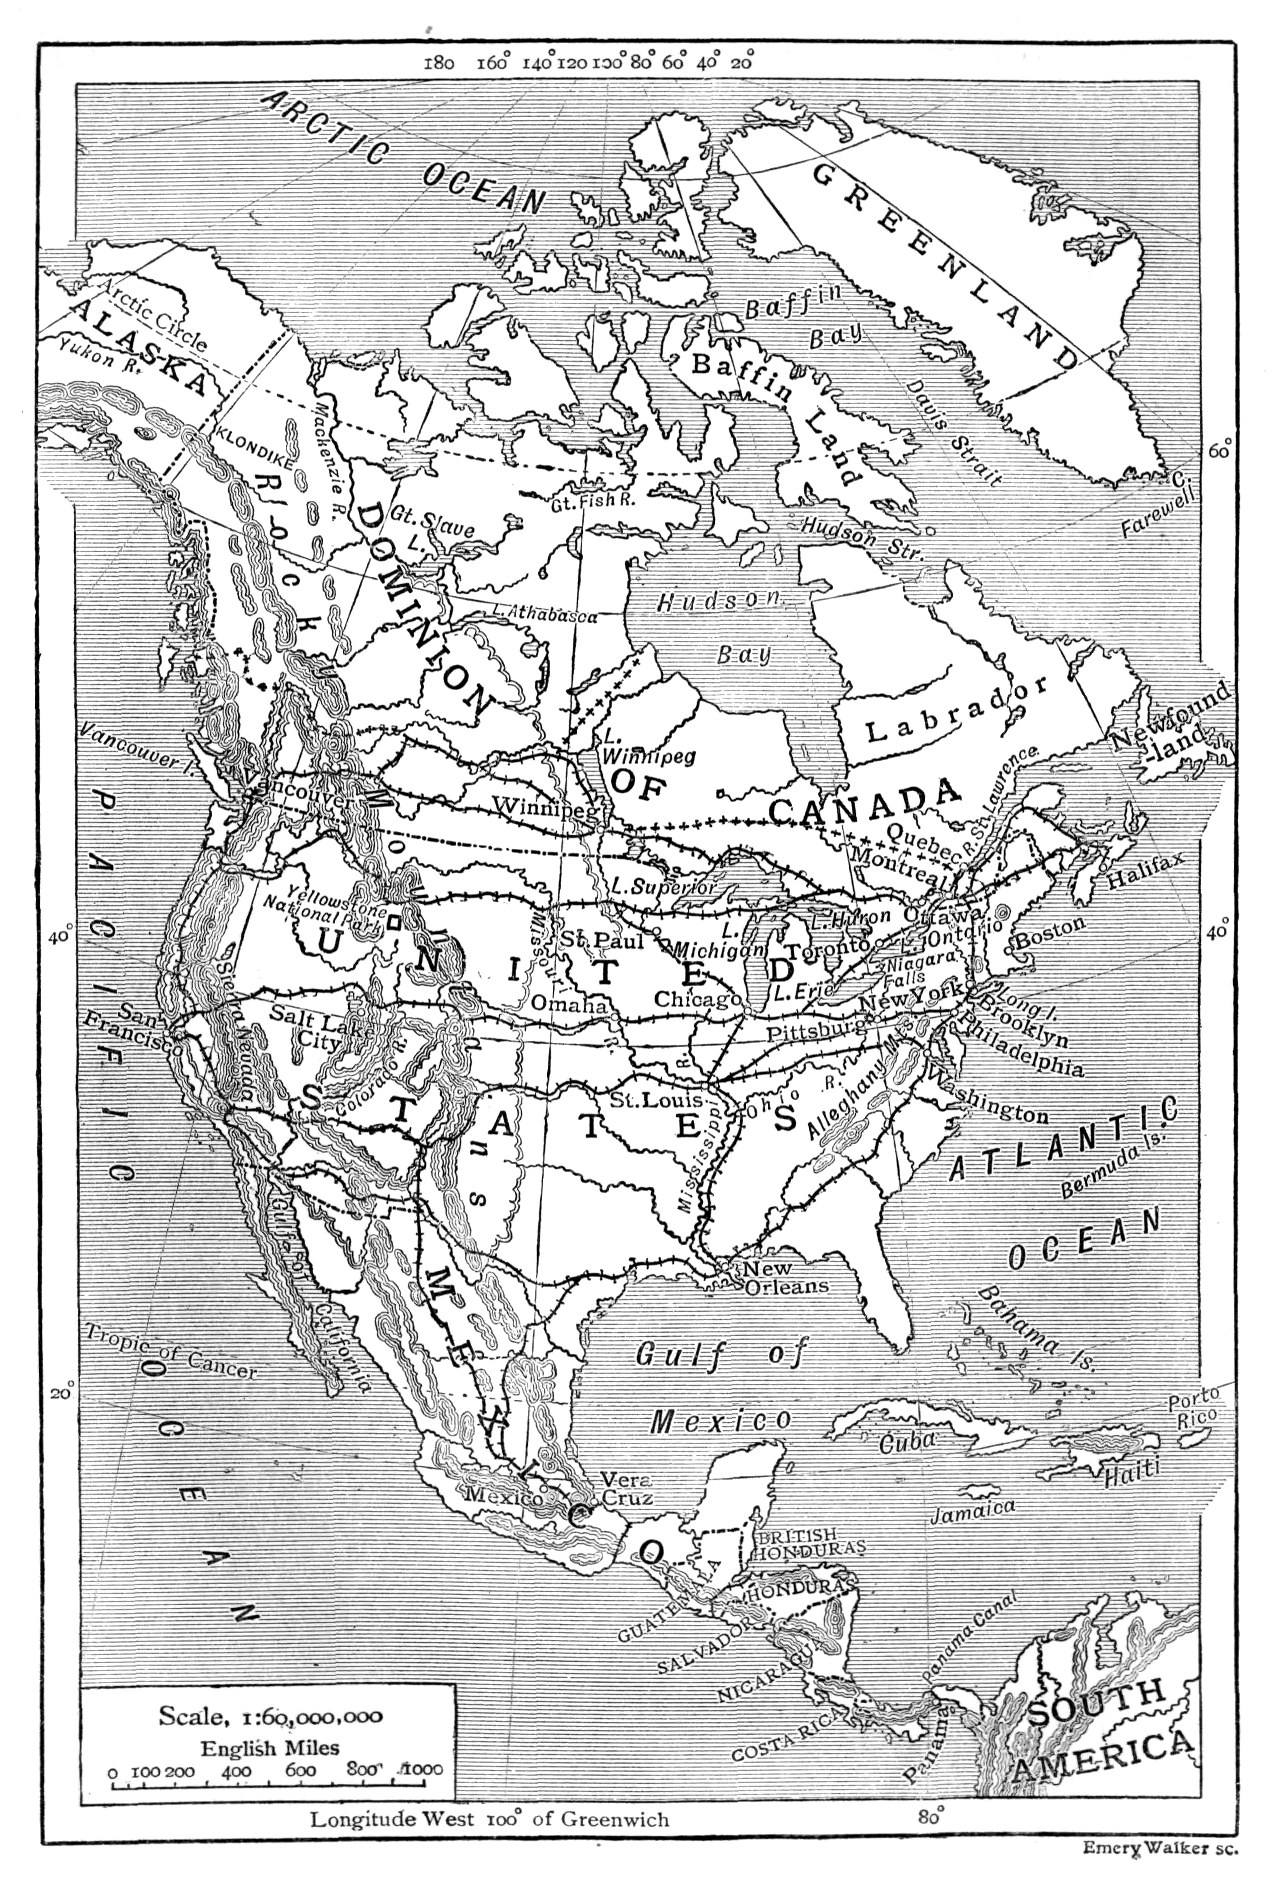 180 160° 140° 120 100° 80° 60° 40° 20°
ARCTIC
OCEAN
GREENLAND
Baffin
Bay
Arctic Circle
ALASKA
Yukon R.
Baffin Land
Davis Strait
60°
C.
Farewell
KLONDIKE
Mackenzie R.
Rocky Mountains
Gt. Slave
L.
Gt. Fish R.
Hudson Str.
DOMINION
OF
CANADA
L. Athabasca
Hudson
Bay
Labrador
Newfound
-land
Vancouver I.
Vancouver
L.
Winnipeg
Winnipeg
R. St. Lawrence
Quebec
Montreal
Halifax
L. Superior
Ottawa
L. Huron
L.
Michigan
Toronto
L. Ontario
Boston
Yellowstone
National Park
Missouri
R.
St. Paul
Niagara
Falls
40°
40°
UNITED
STATES
L. Erie
Omaha
Chicago
New York
Long I.
Brooklyn
Pittsburg
Philadelphia
San
Francisco
Sierra Nevada
Salt Lake
City
Colorado R.
St. Louis
Ohio
R.
Alleghany Ms.
Washington
Mississippi
R.
PACIFIC
OCEAN
ATLANTIC
OCEAN
Bermuda Is.
New
Orleans
Gulf of
California
Gulf of
Mexico
Bahama Is.
Tropic of Cancer
20°
MEXICO
Porto
Rico
Cuba
Haiti
Jamaica
Vera
Cruz
Mexico
BRITISH
HONDURAS
HONDURAS
GUATEMALA
SALVADOR
NICARAGUA
COSTA RICA
Panama Canal
Panama
SOUTH
AMERICA
Scale, 1:60,000,000
English Miles
0 100 200 400 600 800 1000
Longitude West 100° of Greenwich
80°
Emery Walker sc.